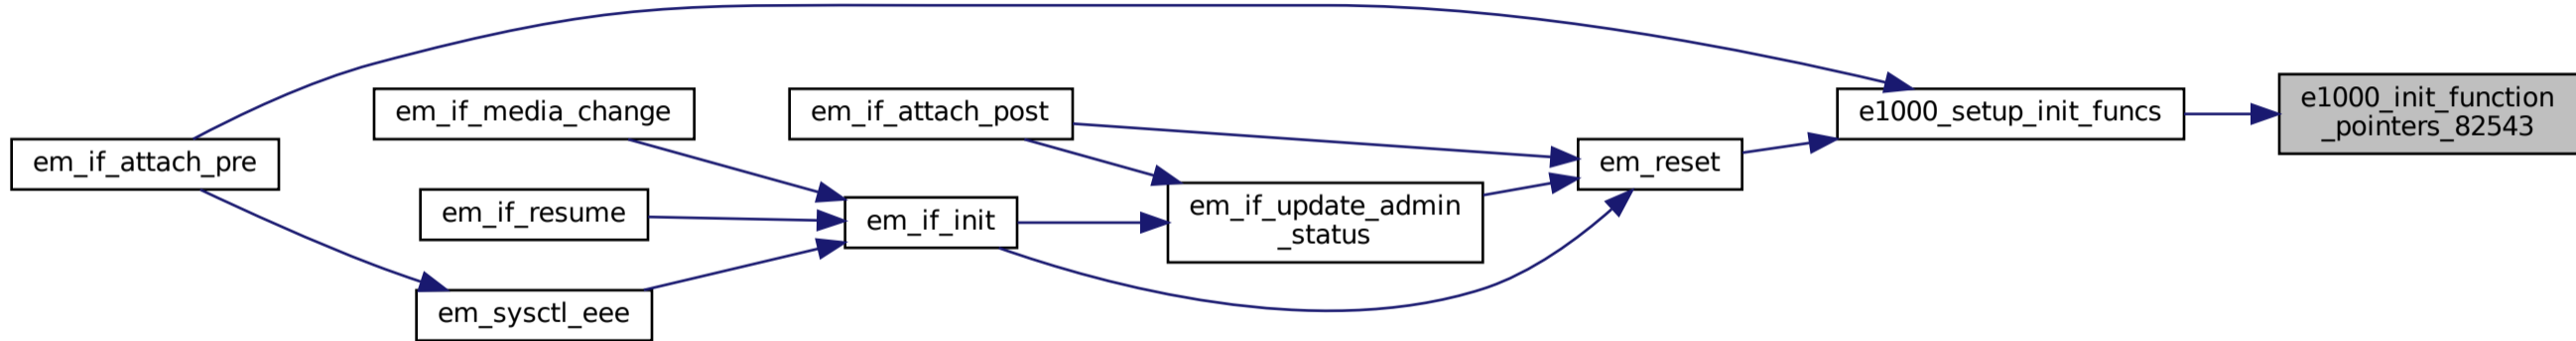 em_if_attach_pre
em_if_media_change
em_if_resume
em_sysctl_eee
em_if_attach_post
em_if_init
em_if_update_admin
_status
em_reset
e1000_setup_init_funcs
e1000_init_function
_pointers_82543